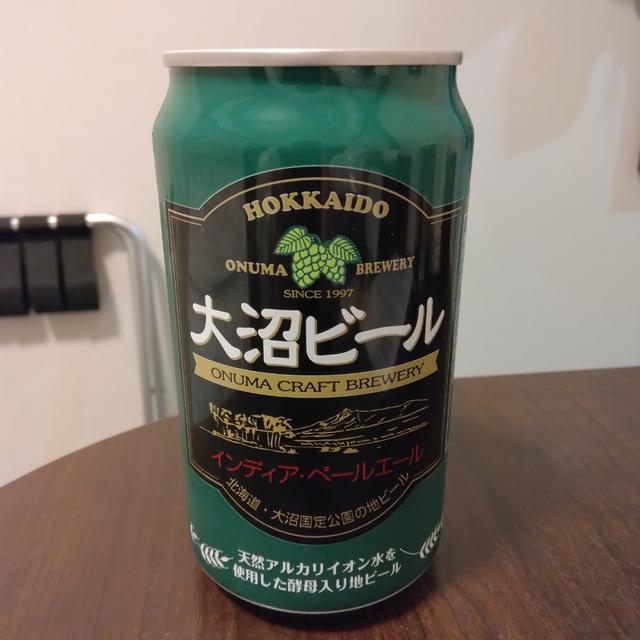 HOKKAIDO
ONUMA BREWERY
SINCE 1997
大沼ビール
ONUMA CRAFT BREWERY
インディア・ペールエール
北海道・大沼国定公園の地ビール
天然アルカリイオン水を
使用した酵母入り地ビール